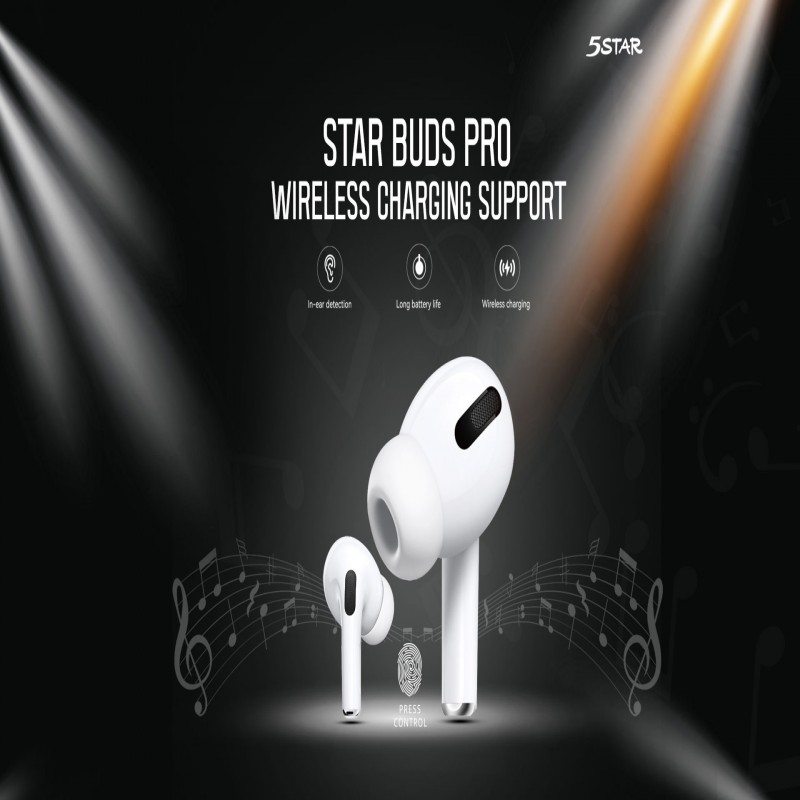 5STAR
STAR BUDS PRO
WIRELESS CHARGING SUPPORT
In-ear detection
Long battery life
Wireless charging
PRESS
CONTROL